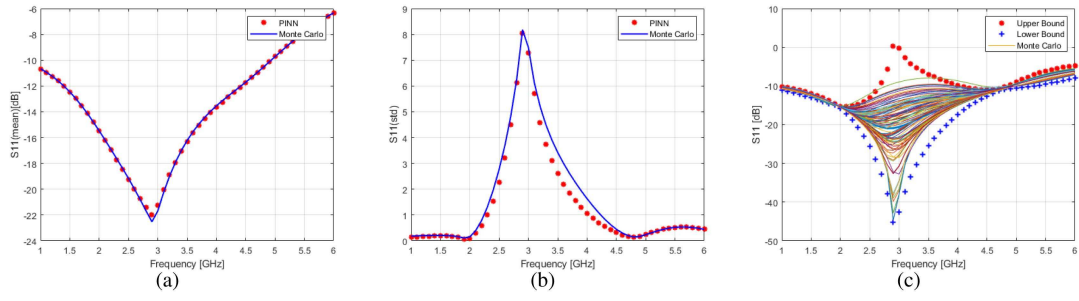 -6
-8
-10
-12
-14
-16
-18
-20
-22
-24
S11(mean)[dB]
PINN
Monte Carlo
1 1.5 2 2.5 3 3.5 4 4.5 5 5.5 6
Frequency [GHz]
(a)
9
8
7
6
5
4
3
2
1
0
S11(std)
PINN
Monte Carlo
1 1.5 2 2.5 3 3.5 4 4.5 5 5.5 6
Frequency [GHz]
(b)
10
0
-10
-20
-30
-40
-50
S11 [dB]
Upper Bound
Lower Bound
Monte Carlo
1 1.5 2 2.5 3 3.5 4 4.5 5 5.5 6
Frequency [GHz]
(c)